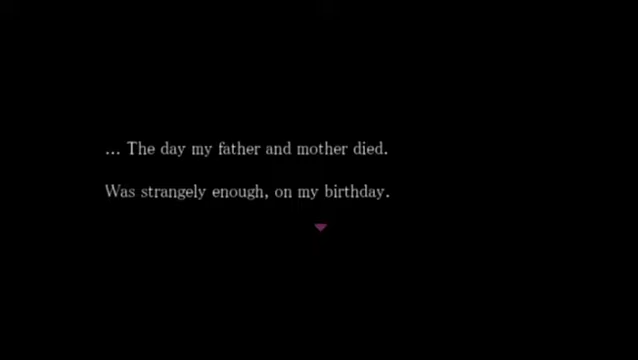 ... The day my father and mother died.
Was strangely enough, on my birthday.